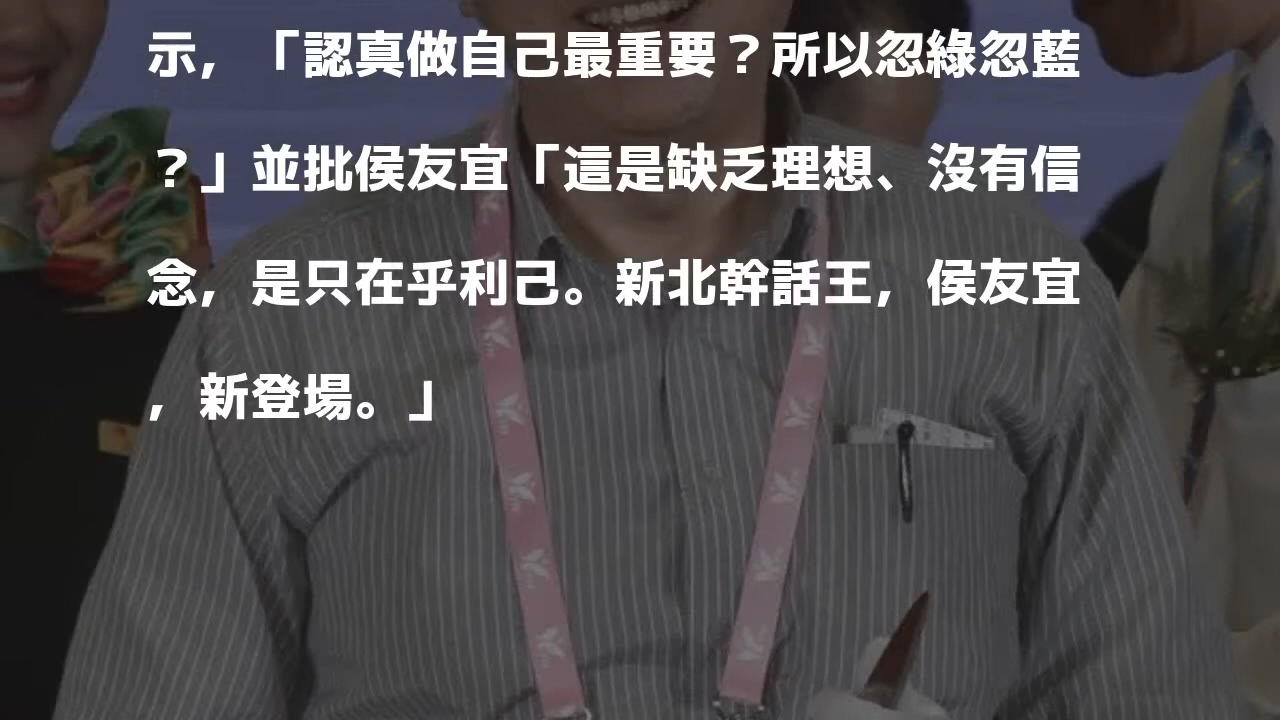 示，「認真做自己最重要？所以忽綠忽藍
？」並批侯友宜「這是缺乏理想、沒有信
念，是只在乎利己。新北幹話王，侯友宜
，新登場。」